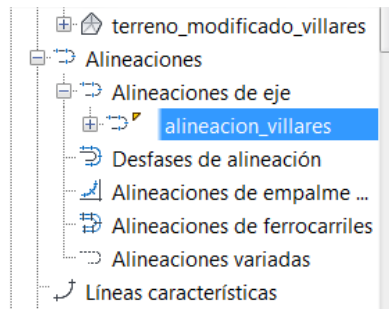 terreno_modificado_villares
Alineaciones
Alineaciones de eje
alineacion_villares
Desfases de alineación
Alineaciones de empalme ...
Alineaciones de ferrocarriles
Alineaciones variadas
Líneas características